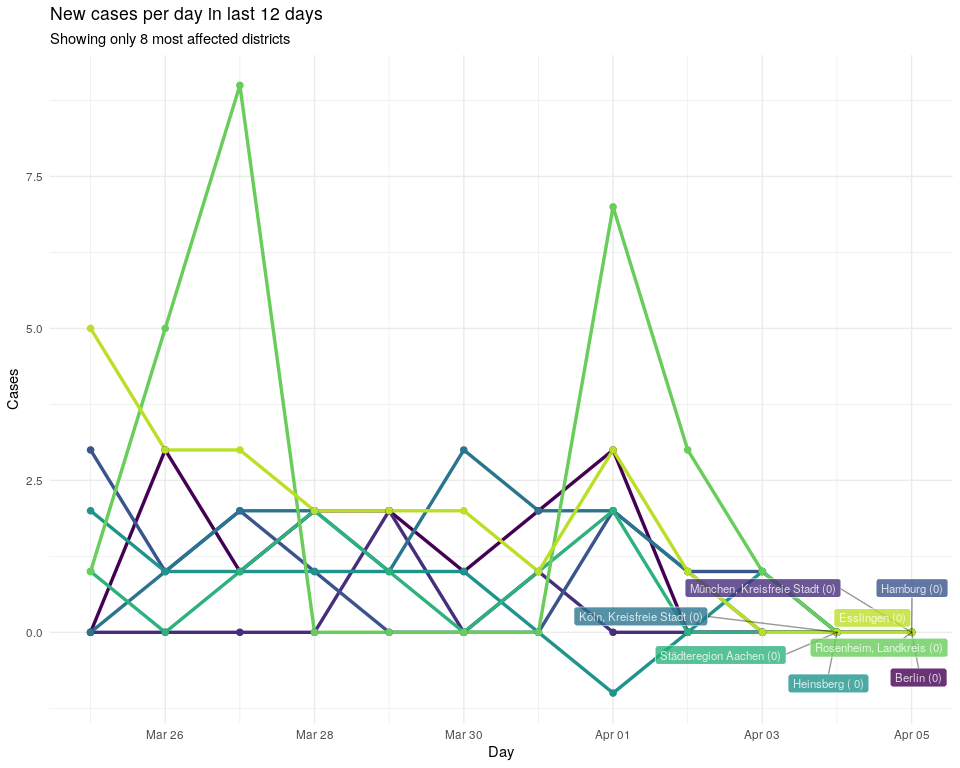 New cases per day in last 12 days
Showing only 8 most affected districts
Cases
7.5
5.0
2.5
0.0
München, Kreisfreie Stadt (0)
Hamburg (0)
Köln, Kreisfreie Stadt (0)
Esslingen (0)
Städteregion Aachen (0)
Rosenheim, Landkreis (0)
Heinsberg ( 0)
Berlin (0)
Mar 26
Mar 28
Mar 30
Apr 01
Apr 03
Apr 05
Day